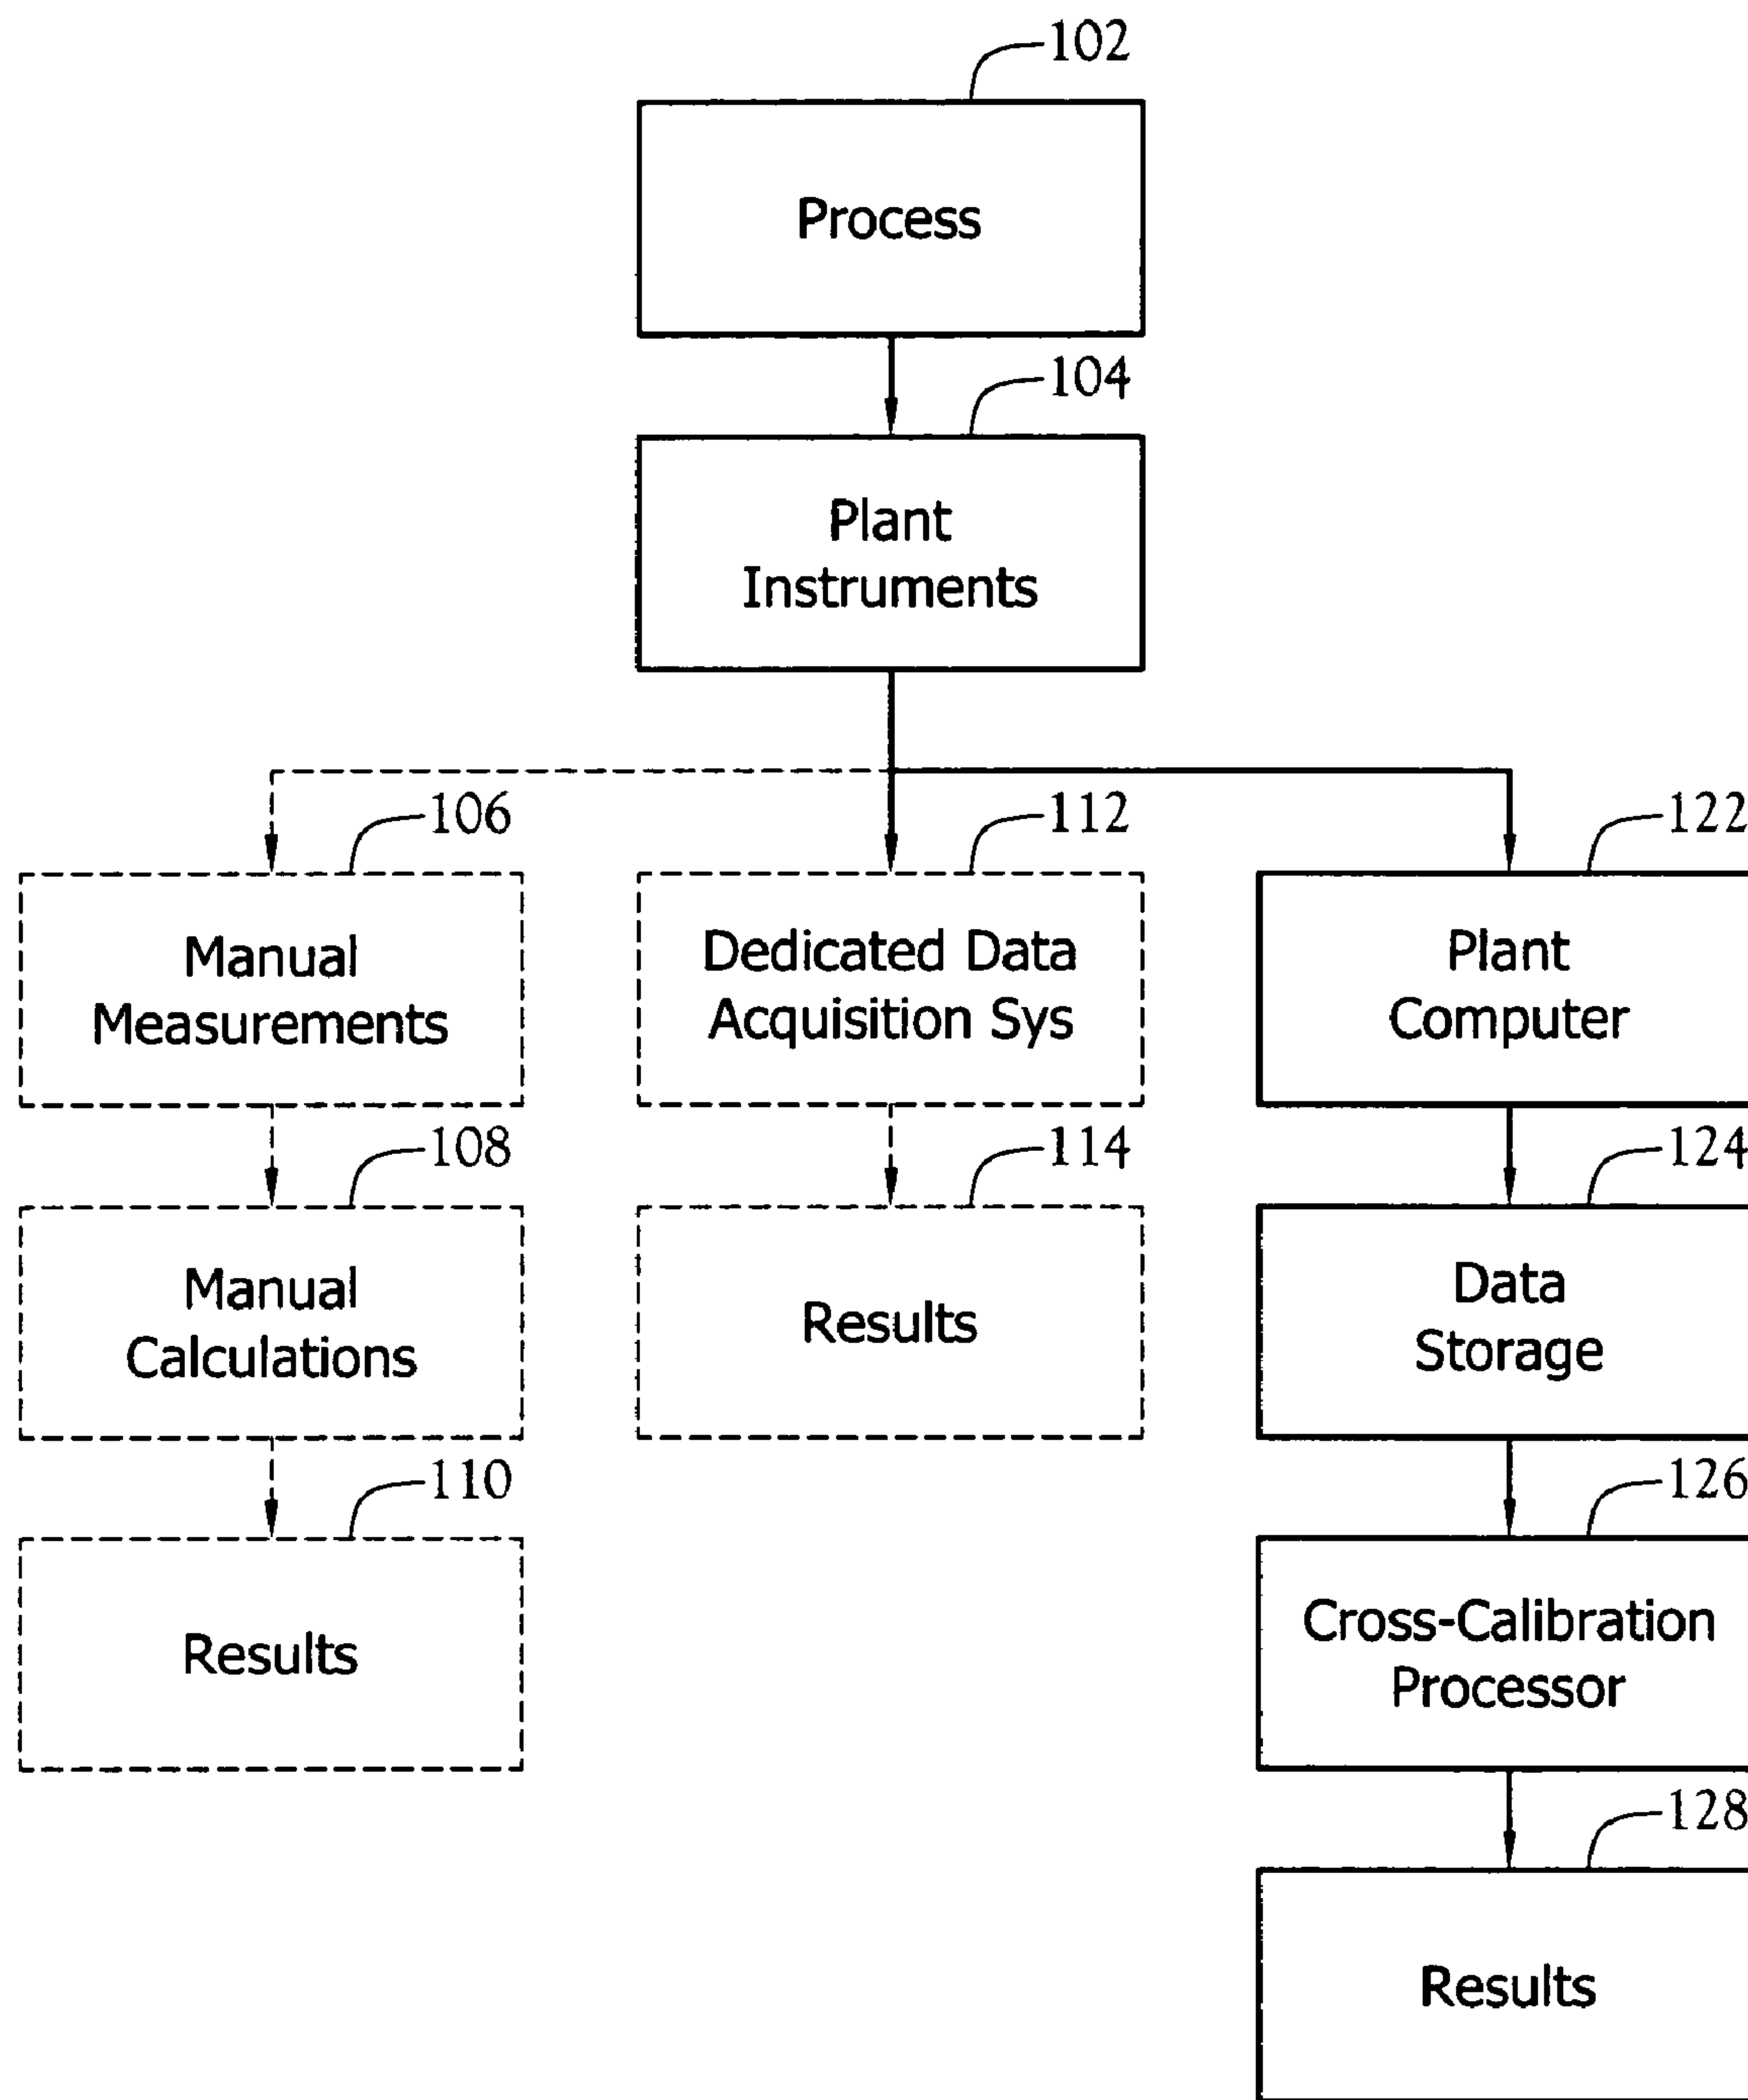 102
Process
104
Plant
Instruments
106
Manual
Measurements
108
Manual
Calculations
110
Results
112
Dedicated Data
Acquisition Sys
114
Results
122
Plant
Computer
124
Data
Storage
126
Cross-Calibration
Processor
128
Results